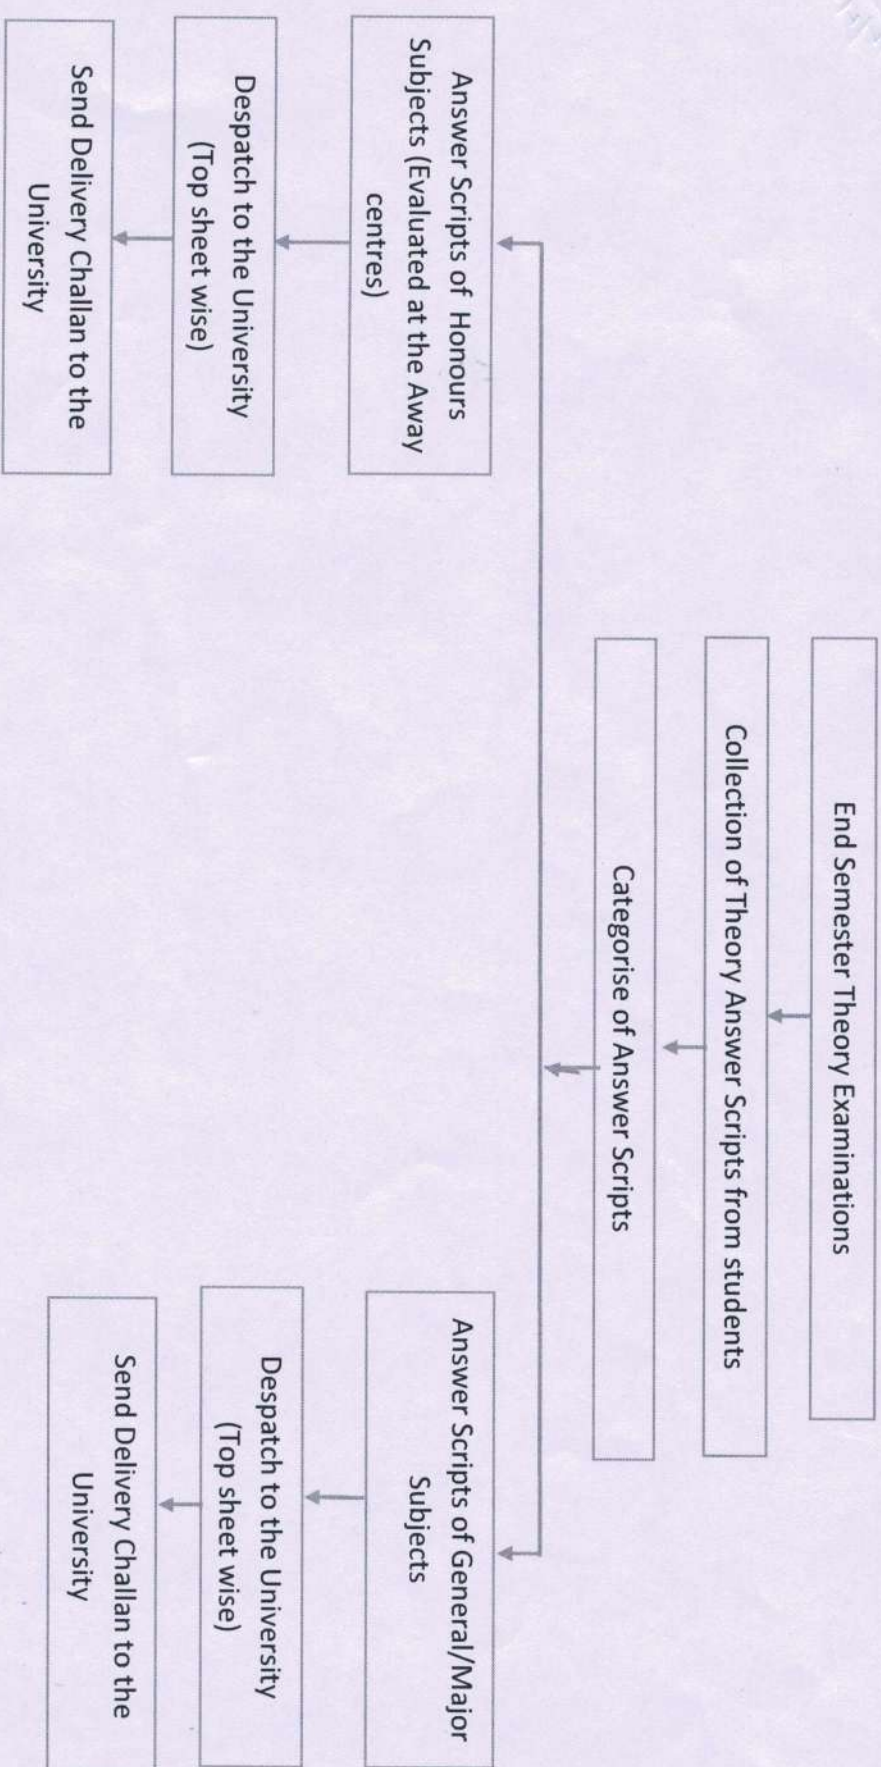 End Semester Theory Examinations
Collection of Theory Answer Scripts from students
Categorise of Answer Scripts
Answer Scripts of Honours
Subjects (Evaluated at the Away
centres)
Despatch to the University
(Top sheet wise)
Send Delivery Challan to the
University
Answer Scripts of General/Major
Subjects
Despatch to the University
(Top sheet wise)
Send Delivery Challan to the
University